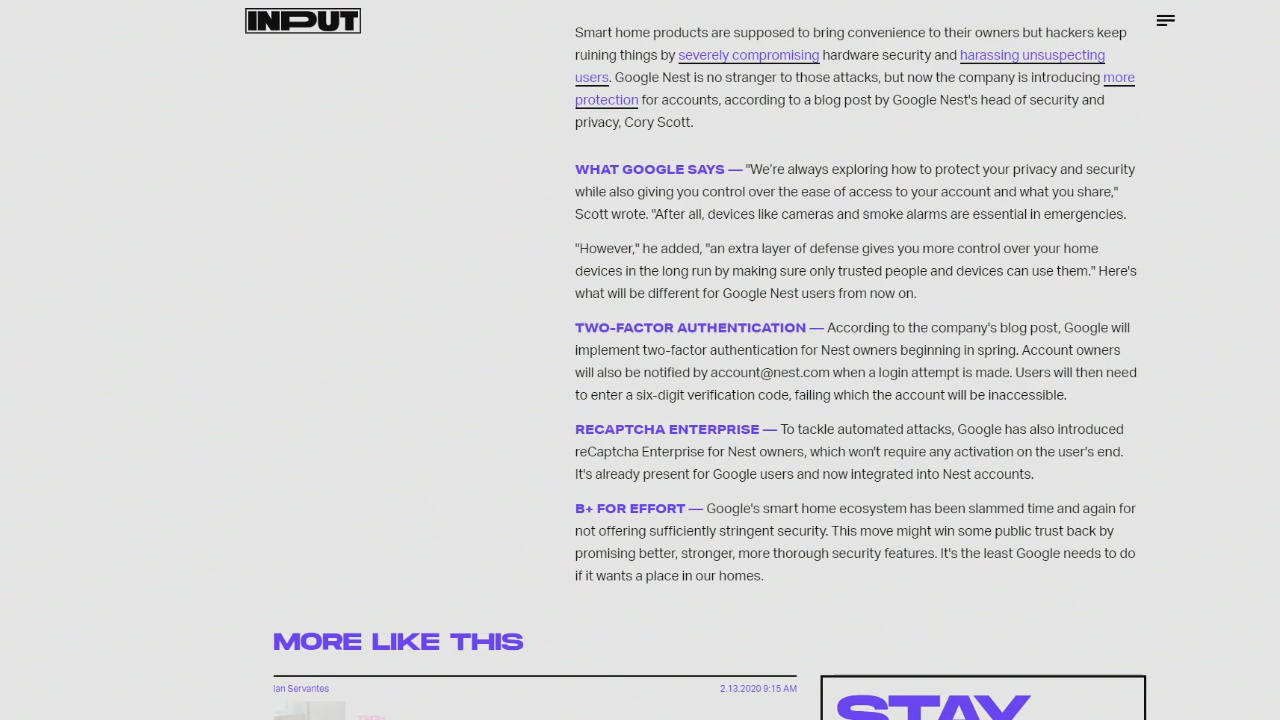 INPUT
Smart home products are supposed to bring convenience to their owners but hackers keep
ruining things by severely compromising hardware security and harassing unsuspecting
users. Google Nest is no stranger to those attacks, but now the company is introducing more
protection for accounts, according to a blog post by Google Nest's head of security and
privacy, Cory Scott.
WHAT GOOGLE SAYS — "We're always exploring how to protect your privacy and security
while also giving you control over the ease of access to your account and what you share,"
Scott wrote. "After all, devices like cameras and smoke alarms are essential in emergencies.
"However," he added, "an extra layer of defense gives you more control over your home
devices in the long run by making sure only trusted people and devices can use them." Here's
what will be different for Google Nest users from now on.
TWO-FACTOR AUTHENTICATION — According to the company's blog post, Google will
implement two-factor authentication for Nest owners beginning in spring. Account owners
will also be notified by account@nest.com when a login attempt is made. Users will then need
to enter a six-digit verification code, failing which the account will be inaccessible.
RECAPTCHA ENTERPRISE — To tackle automated attacks, Google has also introduced
reCaptcha Enterprise for Nest owners, which won't require any activation on the user's end.
It's already present for Google users and now integrated into Nest accounts.
B+ FOR EFFORT — Google's smart home ecosystem has been slammed time and again for
not offering sufficiently stringent security. This move might win some public trust back by
promising better, stronger, more thorough security features. It's the least Google needs to do
if it wants a place in our homes.
MORE LIKE THIS
Ian Servantes 2.13.2020 9:15 AM
TECH
STAY